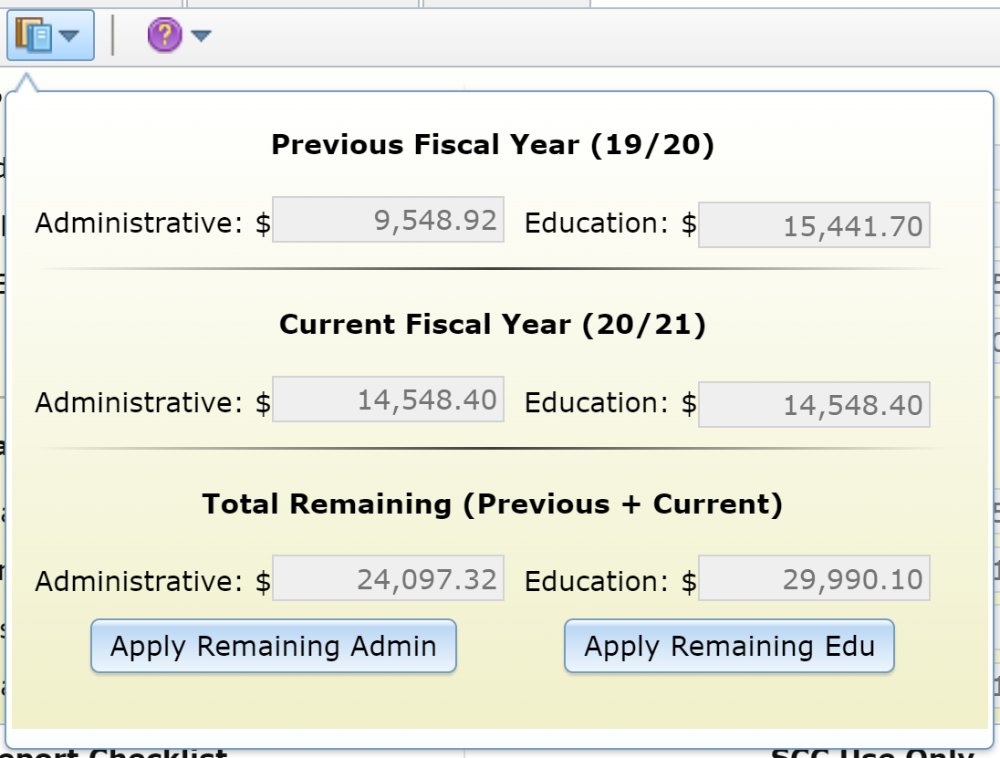 ?
Previous Fiscal Year (19/20)
Administrative: $ 9,548.92 Education: $ 15,441.70
Current Fiscal Year (20/21)
Administrative: $ 14,548.40 Education: $ 14,548.40
Total Remaining (Previous + Current)
Administrative: $ 24,097.32 Education: $ 29,990.10
Apply Remaining Admin Apply Remaining Edu
Checklist SCC Use Only